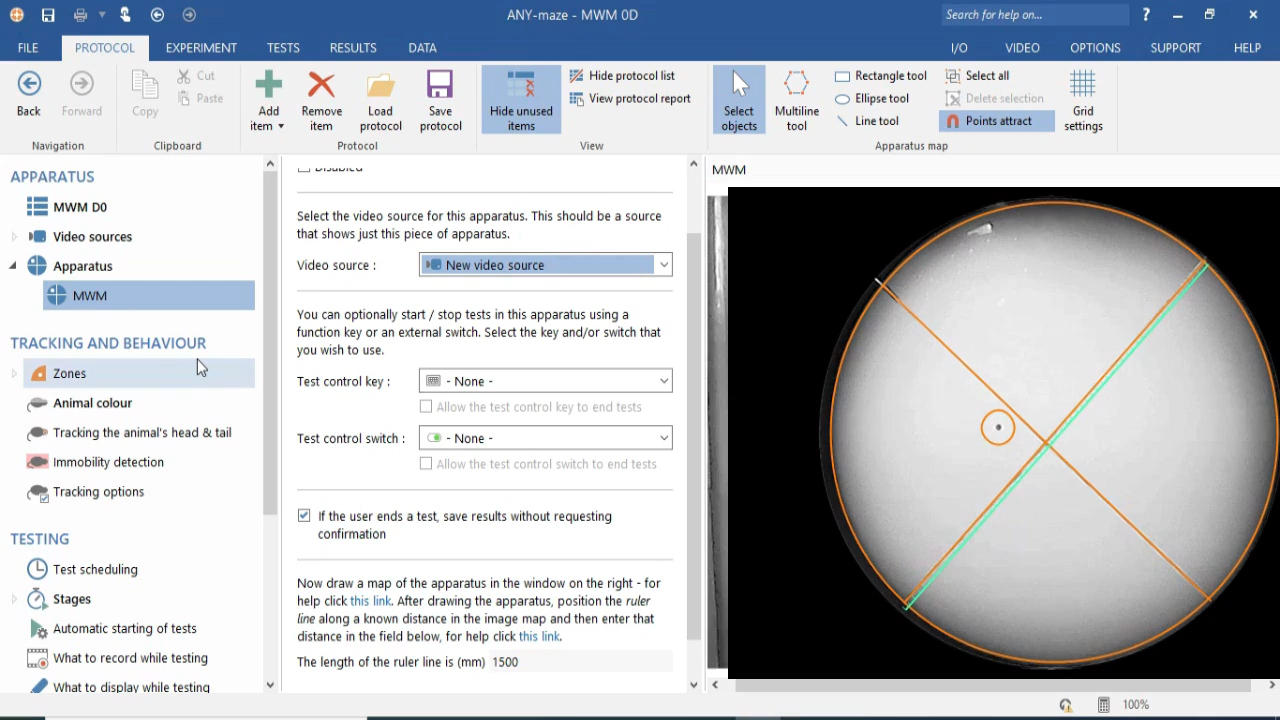 ANY-maze - MWM 0D
Search for help on...
?
FILE PROTOCOL EXPERIMENT TESTS RESULTS DATA I/O VIDEO OPTIONS SUPPORT HELP
Back
Forward
Navigation
Copy
Cut
Paste
Clipboard
Add item
Remove item
Load protocol
Save protocol
Protocol
Hide unused items
Hide protocol list
View protocol report
View
Select objects
Multiline tool
Rectangle tool
Ellipse tool
Line tool
Select all
Delete selection
Points attract
Grid settings
Apparatus map
APPARATUS
MWM D0
Video sources
Apparatus
MWM
TRACKING AND BEHAVIOUR
Zones
Animal colour
Tracking the animal's head & tail
Immobility detection
Tracking options
TESTING
Test scheduling
Stages
Automatic starting of tests
What to record while testing
What to display while testing
Disabled
Select the video source for this apparatus. This should be a source
that shows just this piece of apparatus.
Video source : New video source
You can optionally start / stop tests in this apparatus using a
function key or an external switch. Select the key and/or switch that
you wish to use.
Test control key : - None -
Allow the test control key to end tests
Test control switch : - None -
Allow the test control switch to end tests
If the user ends a test, save results without requesting
confirmation
Now draw a map of the apparatus in the window on the right - for
help click this link. After drawing the apparatus, position the ruler
line along a known distance in the image map and then enter that
distance in the field below, for help click this link.
The length of the ruler line is (mm) 1500
MWM
100%